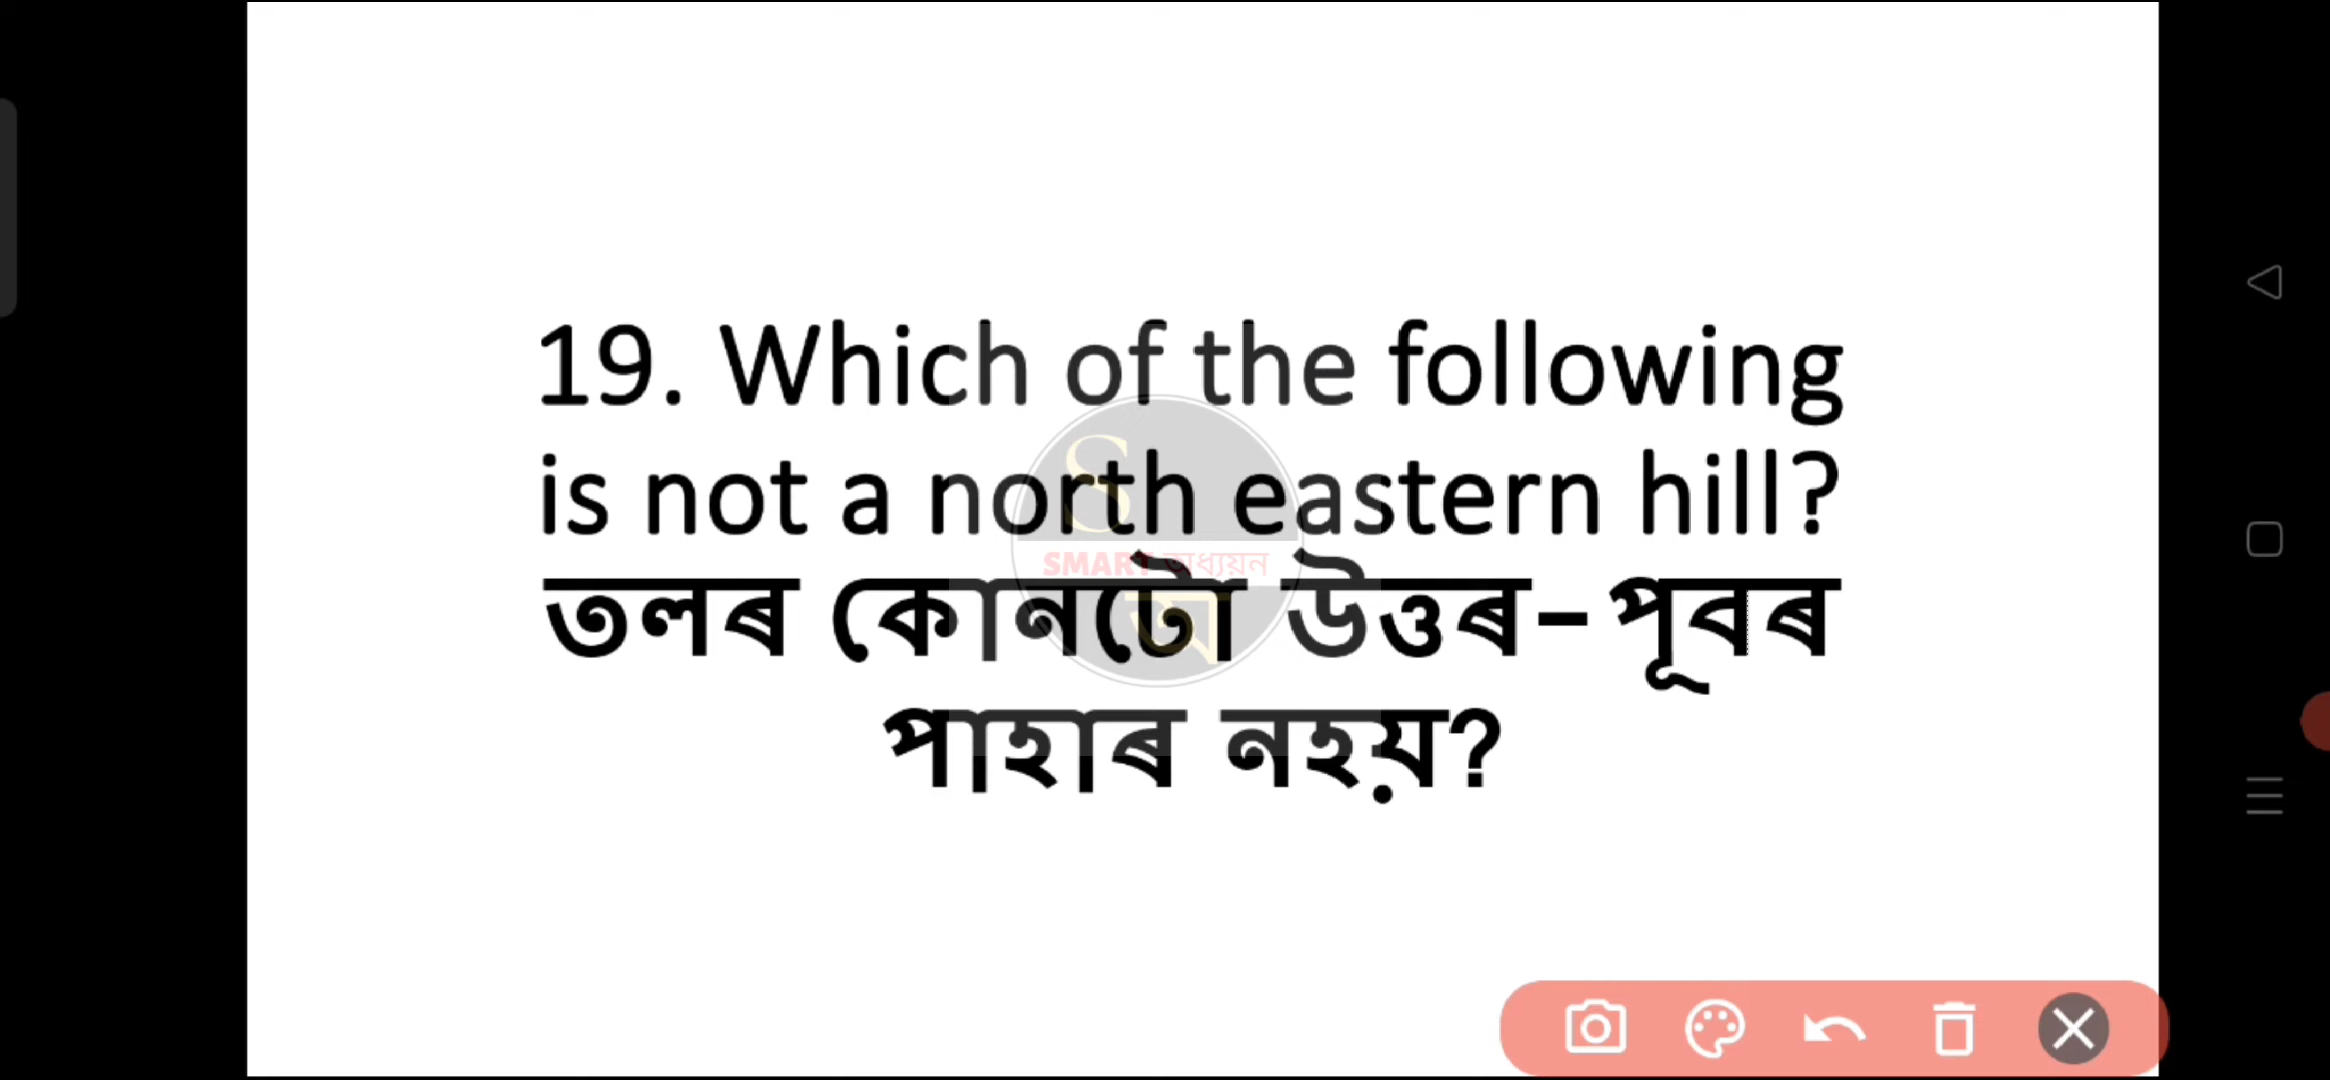 19. Which of the following
is not a north eastern hill?
তলৰ কোনটো উত্তৰ-পূবৰ
পাহাৰ নহয়?
S
SMART অধ্যয়ন
অ